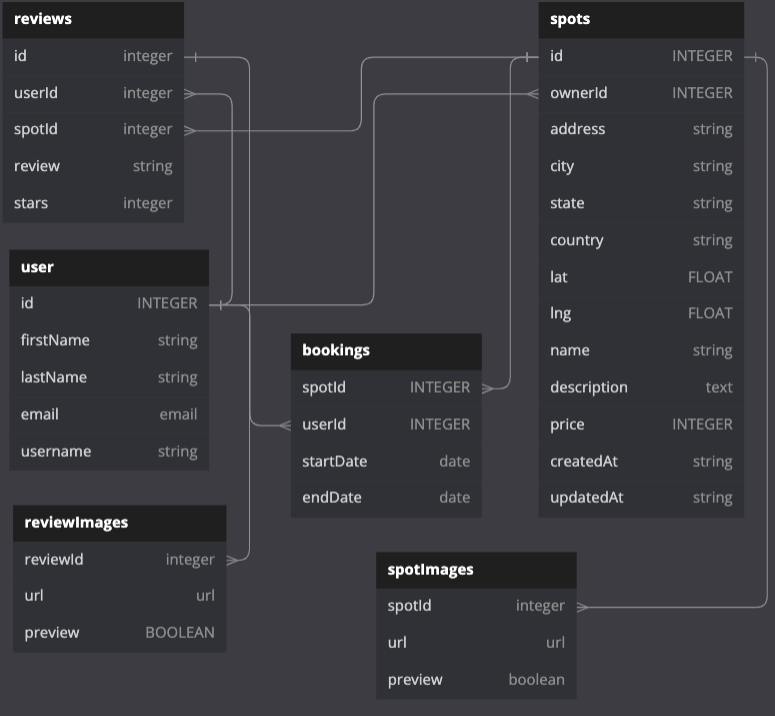 reviews
id integer
userId integer
spotId integer
review string
stars integer
user
id INTEGER
firstName string
lastName string
email email
username string
reviewImages
reviewId integer
url url
preview BOOLEAN
bookings
spotId INTEGER
userId INTEGER
startDate date
endDate date
spots
id INTEGER
ownerId INTEGER
address string
city string
state string
country string
lat FLOAT
lng FLOAT
name string
description text
price INTEGER
createdAt string
updatedAt string
spotImages
spotId integer
url url
preview boolean